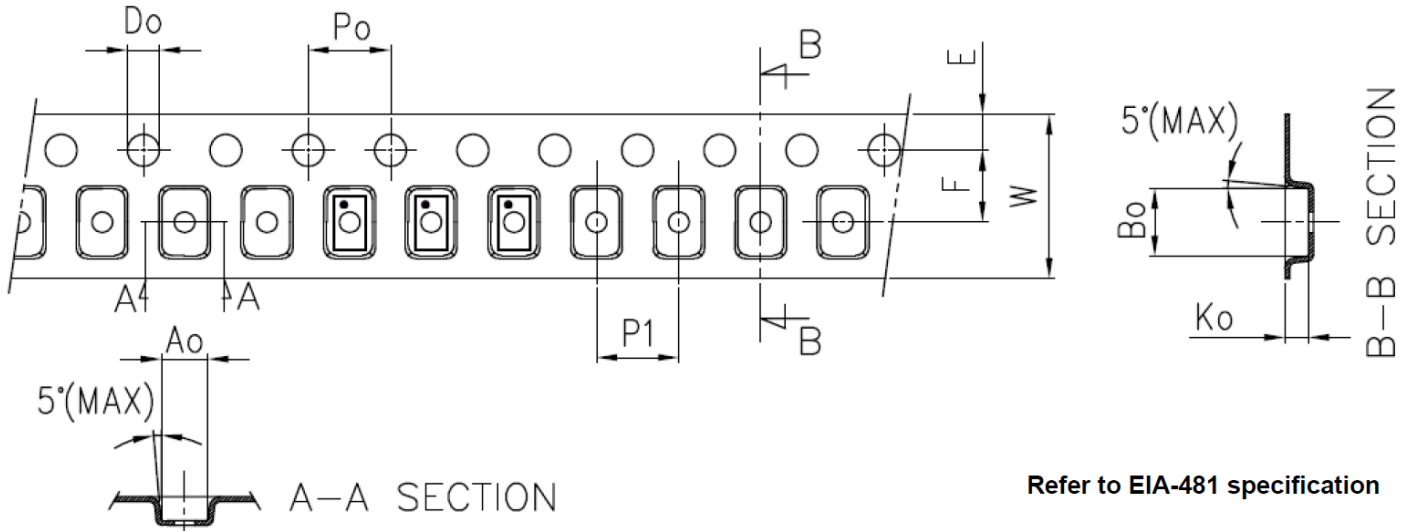 Do
Po
B
E
5°(MAX)
F
W
Bo
B-B SECTION
A
A
Ko
P1
B
Ao
5°(MAX)
A-A SECTION
Refer to EIA-481 specification